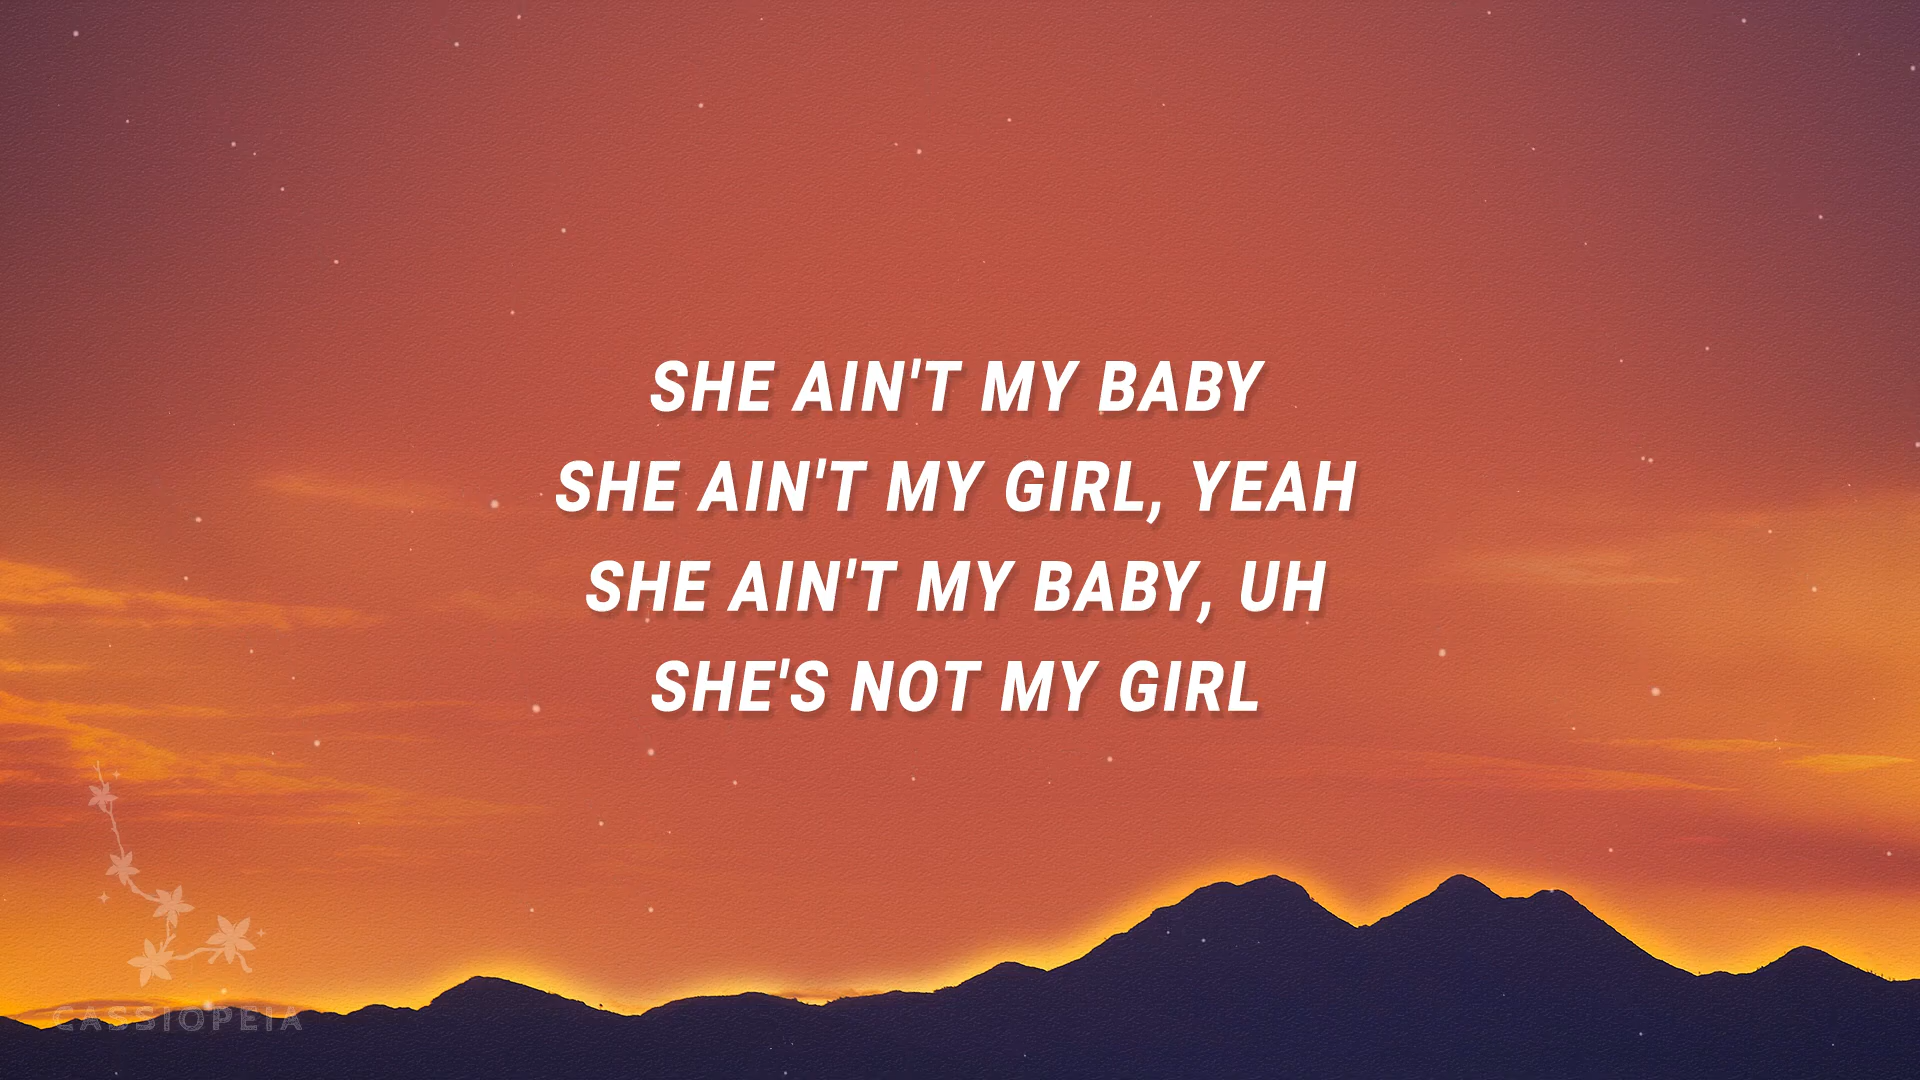 SHE AIN'T MY BABY
SHE AIN'T MY GIRL, YEAH
SHE AIN'T MY BABY, UH
SHE'S NOT MY GIRL
CASSIOPEIA